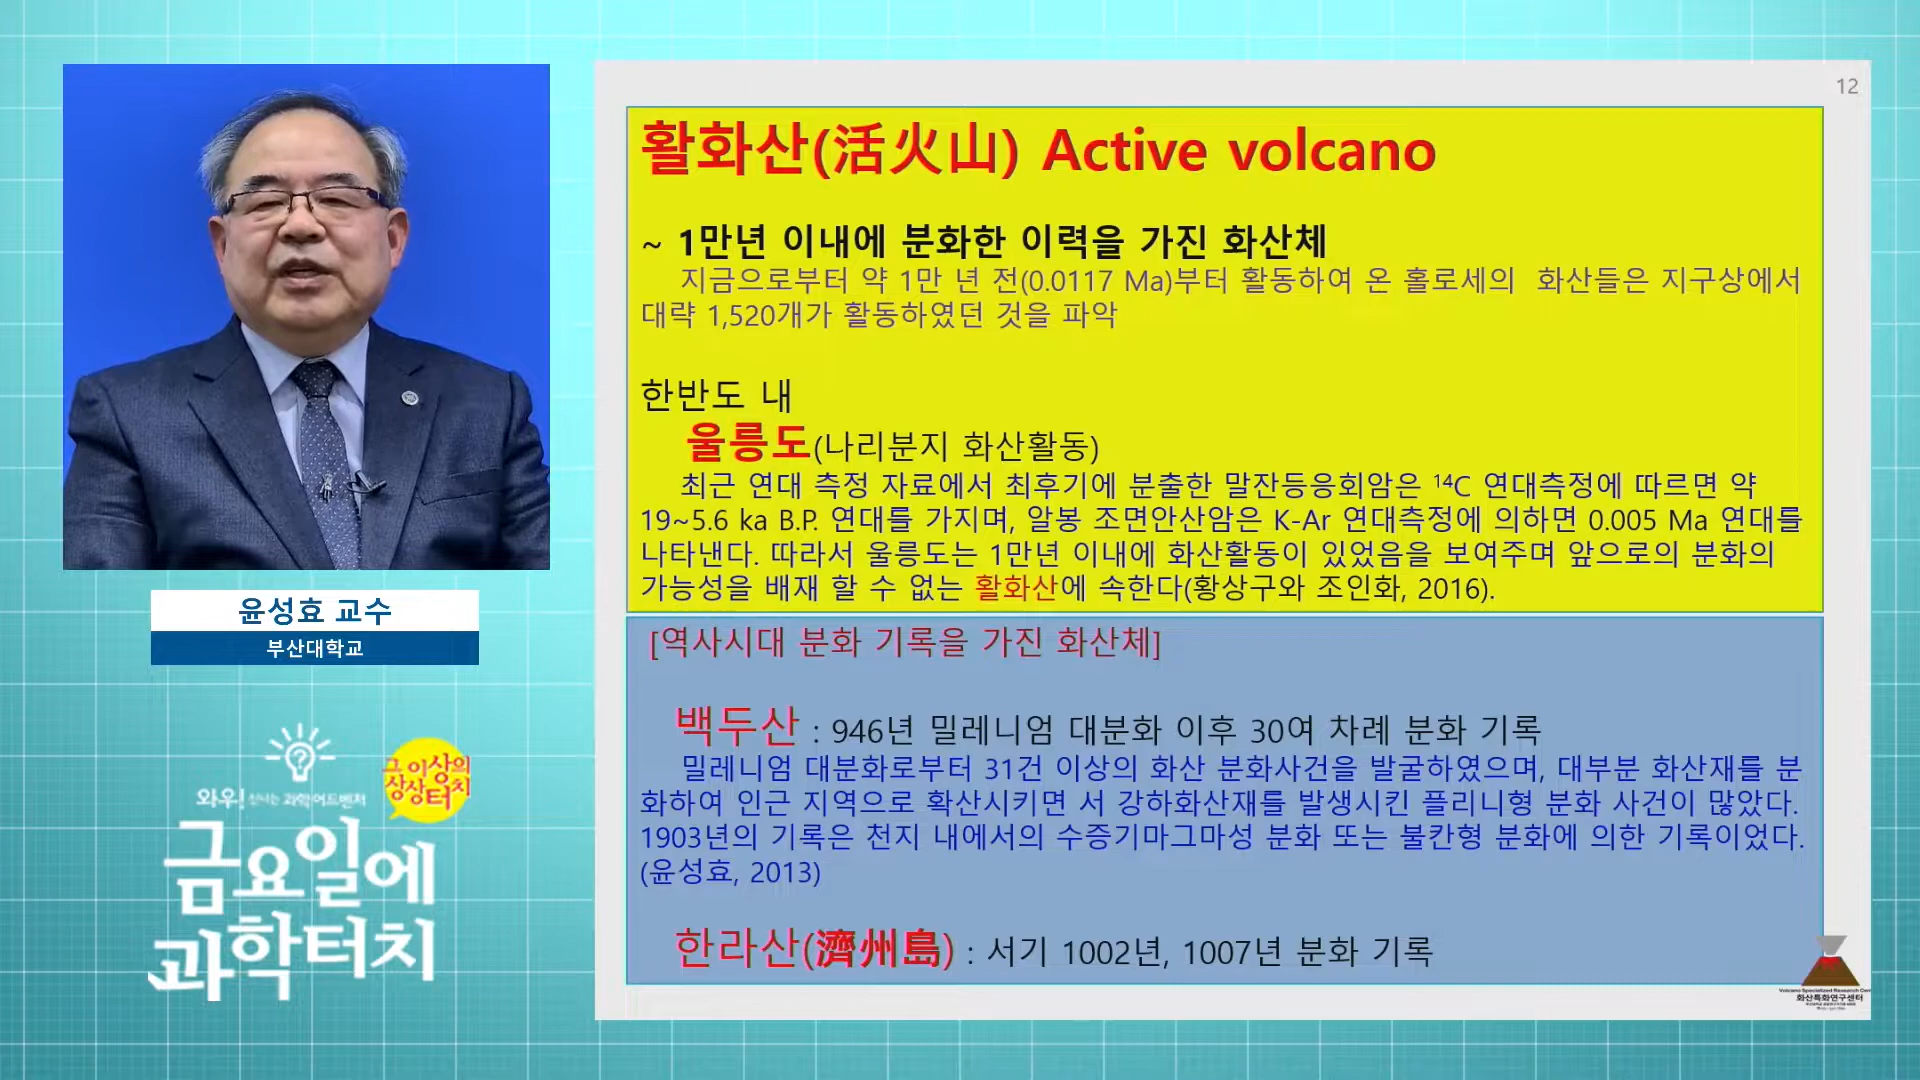 12
활화산(活火山) Active volcano
~ 1만년 이내에 분화한 이력을 가진 화산체
지금으로부터 약 1만 년 전(0.0117 Ma)부터 활동하여 온 홀로세의 화산들은 지구상에서
대략 1,520개가 활동하였던 것을 파악
한반도 내
울릉도(나리분지 화산활동)
최근 연대 측정 자료에서 최후기에 분출한 말잔등응회암은 ¹⁴C 연대측정에 따르면 약
19~5.6 ka B.P. 연대를 가지며, 알봉 조면안산암은 K-Ar 연대측정에 의하면 0.005 Ma 연대를
나타낸다. 따라서 울릉도는 1만년 이내에 화산활동이 있었음을 보여주며 앞으로의 분화의
가능성을 배재 할 수 없는 활화산에 속한다(황상구와 조인화, 2016).
[역사시대 분화 기록을 가진 화산체]
백두산 : 946년 밀레니엄 대분화 이후 30여 차례 분화 기록
밀레니엄 대분화로부터 31건 이상의 화산 분화사건을 발굴하였으며, 대부분 화산재를 분
화하여 인근 지역으로 확산시키면 서 강하화산재를 발생시킨 플리니형 분화 사건이 많았다.
1903년의 기록은 천지 내에서의 수증기마그마성 분화 또는 불칸형 분화에 의한 기록이었다.
(윤성효, 2013)
한라산(濟州島) : 서기 1002년, 1007년 분화 기록
화산특화연구센터
윤성효 교수
부산대학교
와우! 신나는 과학어드벤처
그 이상의
상상터치
금요일에
과학터치